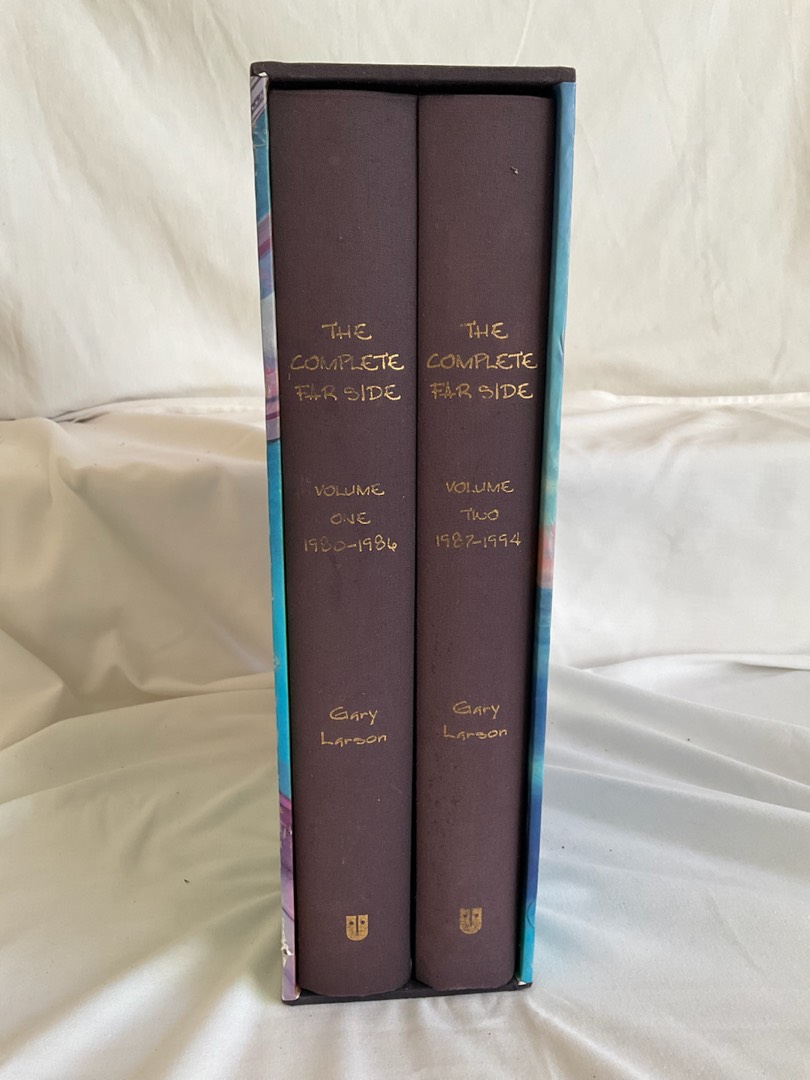 THE
COMPLETE
FAR SIDE
VOLUME
ONE
1980-1986
Gary
Larson
THE
COMPLETE
FAR SIDE
VOLUME
TWO
1987-1994
Gary
Larson